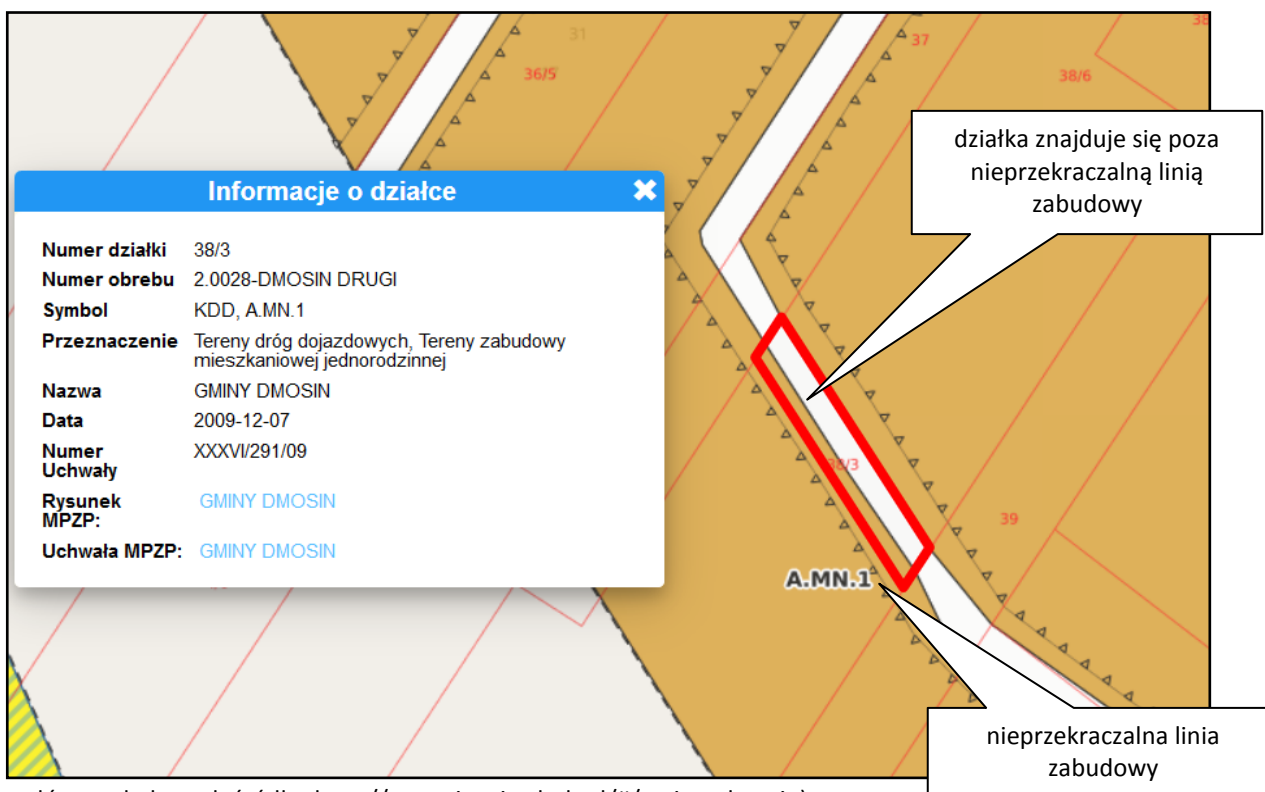 31
36/5
37
38
38/6
działka znajduje się poza
nieprzekraczalną linią
zabudowy
Informacje o działce
Numer działki 38/3
Numer obrebu 2.0028-DMOSIN DRUGI
Symbol KDD, A.MN.1
Przeznaczenie Tereny dróg dojazdowych, Tereny zabudowy
mieszkaniowej jednorodzinnej
Nazwa GMINY DMOSIN
Data 2009-12-07
Numer XXXVI/291/09
Uchwały
Rysunek GMINY DMOSIN
MPZP:
Uchwała MPZP: GMINY DMOSIN
38/3
39
A.MN.1
nieprzekraczalna linia
zabudowy